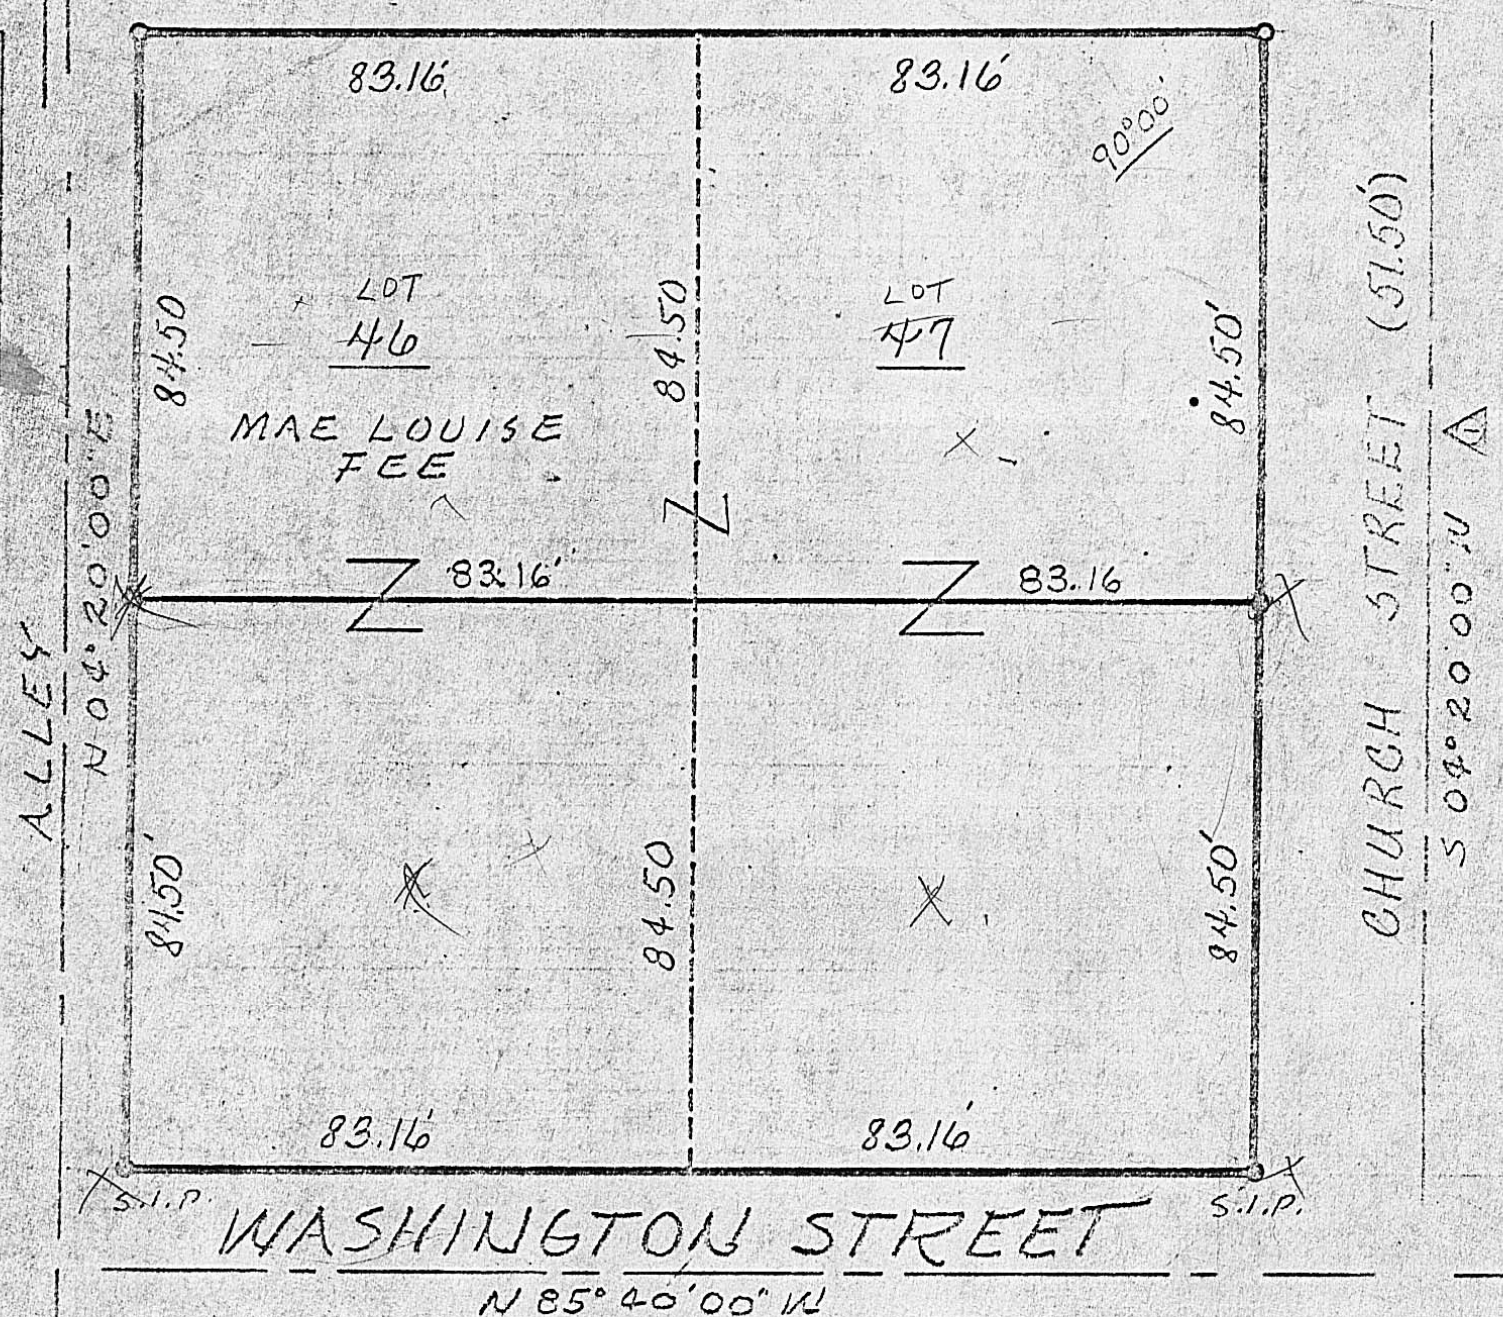 83.16'
83.16'
90°00'
LOT
46
LOT
47
84.50
84.50
84.50'
MAE LOUISE
FEE
83.16'
83.16
ALLEY
N 04° 20' 00" E
CHURCH STREET (51.50')
S 04° 20' 00" W
1
84.50'
84.50
84.50'
83.16'
83.16'
S.I.P.
S.I.P.
WASHINGTON STREET
N 85° 40' 00" W